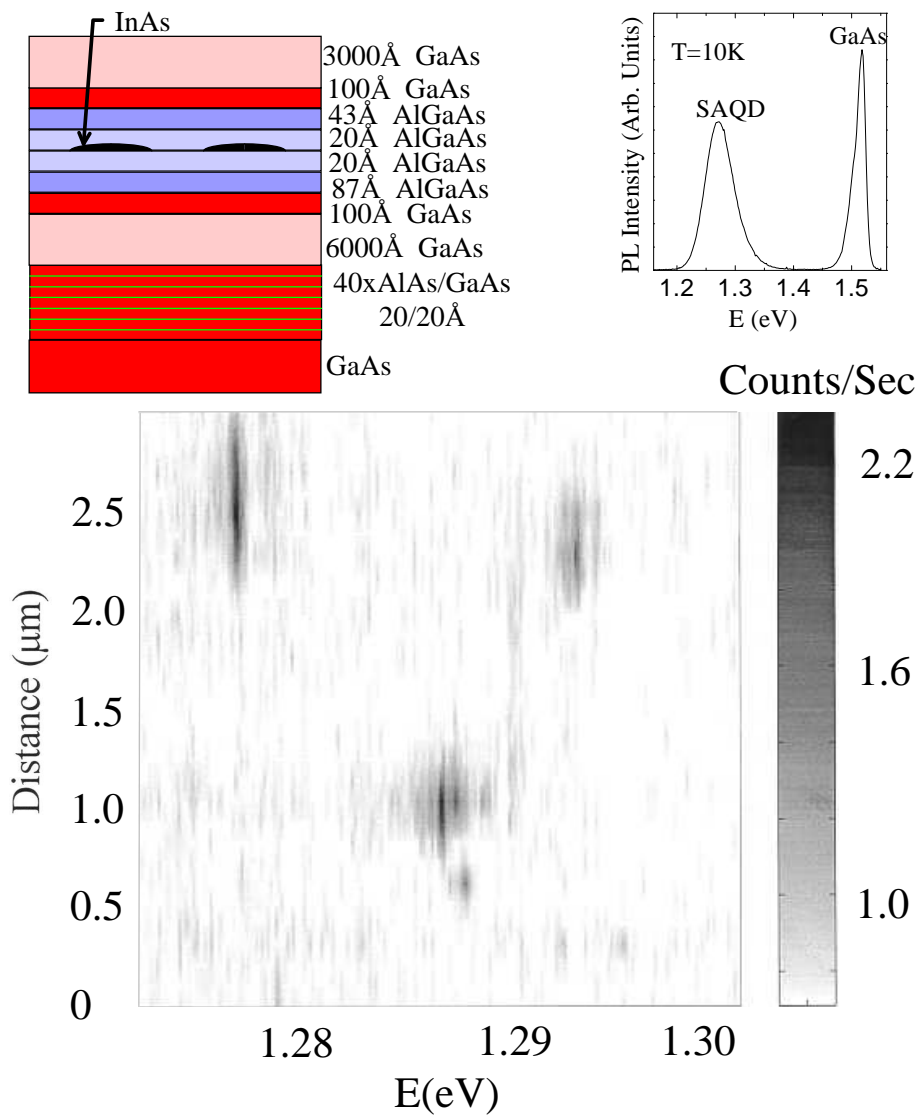 InAs
3000Å GaAs
100Å GaAs
43Å AlGaAs
20Å AlGaAs
20Å AlGaAs
87Å AlGaAs
100Å GaAs
6000Å GaAs
40xAlAs/GaAs
20/20Å
GaAs
PL Intensity (Arb. Units)
T=10K
GaAs
SAQD
1.2 1.3 1.4 1.5
E (eV)
Counts/Sec
2.2
1.6
1.0
Distance (μm)
2.5
2.0
1.5
1.0
0.5
0
1.28 1.29 1.30
E(eV)